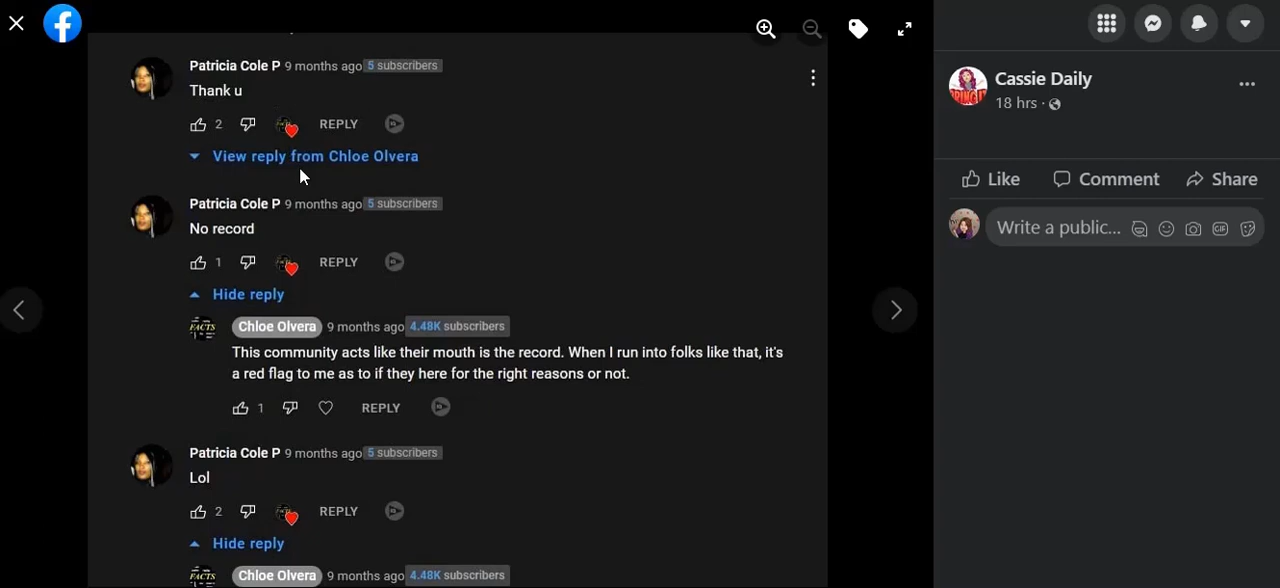 Patricia Cole P 9 months ago 5 subscribers
Thank u
2 REPLY
View reply from Chloe Olvera
Patricia Cole P 9 months ago 5 subscribers
No record
1 REPLY
Hide reply
FACTS Chloe Olvera 9 months ago 4.48K subscribers
This community acts like their mouth is the record. When I run into folks like that, it's
a red flag to me as to if they here for the right reasons or not.
1 REPLY
Patricia Cole P 9 months ago 5 subscribers
Lol
2 REPLY
Hide reply
FACTS Chloe Olvera 9 months ago 4.48K subscribers
Cassie Daily
18 hrs ·
Like Comment Share
Write a public... GIF